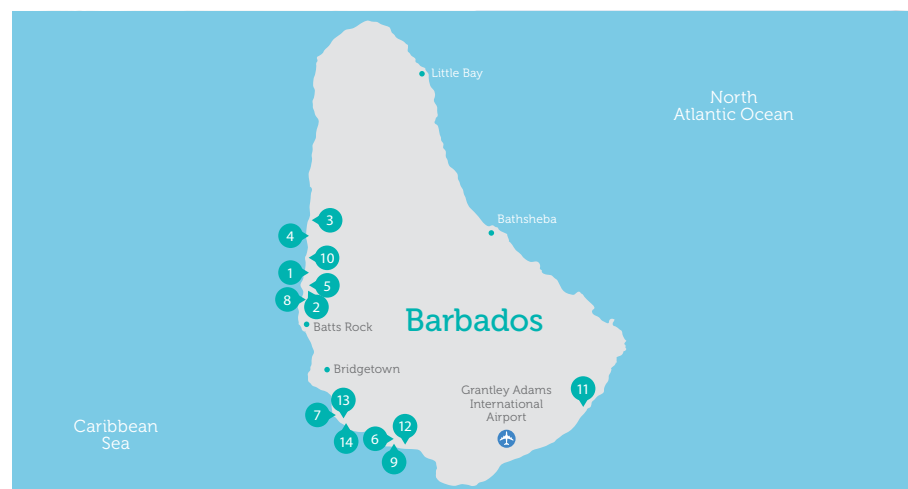 Little Bay
North
Atlantic Ocean
Bathsheba
3
4
10
1
5
8
2
Barbados
Batts Rock
Bridgetown
Grantley Adams
International
Airport
11
13
7
12
Caribbean
Sea
14
6
9